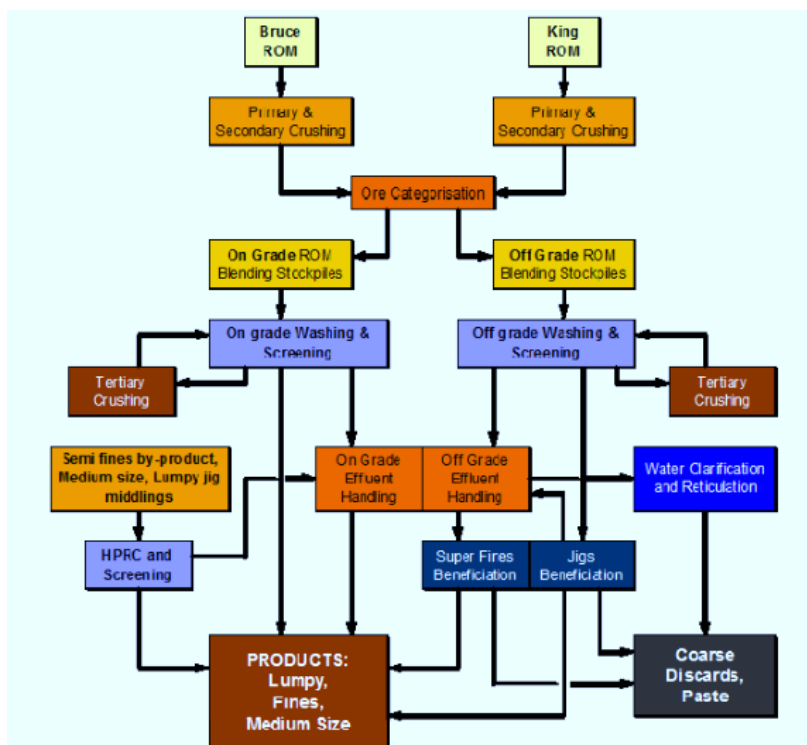 Bruce
ROM
King
ROM
Primary &
Secondary Crushing
Primary &
Secondary Crushing
Ore Categorisation
On Grade ROM
Blending Stockpiles
Off Grade ROM
Blending Stockpiles
On grade Washing &
Screening
Off grade Washing &
Screening
Tertiary
Crushing
Tertiary
Crushing
Semi fines by-product,
Medium size, Lumpy jig
middlings
On Grade
Effluent
Handling
Off Grade
Effluent
Handling
Water Clarification
and Reticulation
HPRC and
Screening
Super Fires
Beneficiation
Jigs
Beneficiation
PRODUCTS:
Lumpy,
Fines,
Medium Size
Coarse
Discards,
Paste